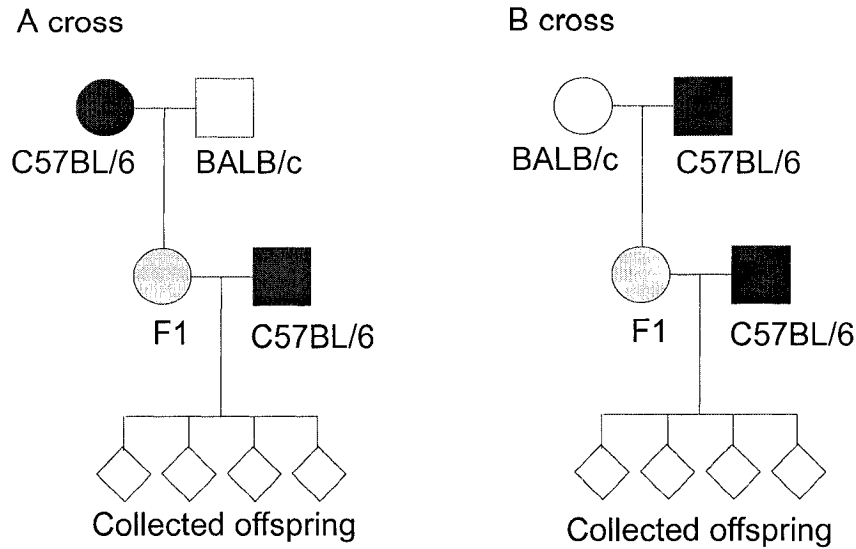 A cross
C57BL/6
BALB/c
F1
C57BL/6
Collected offspring
B cross
BALB/c
C57BL/6
F1
C57BL/6
Collected offspring